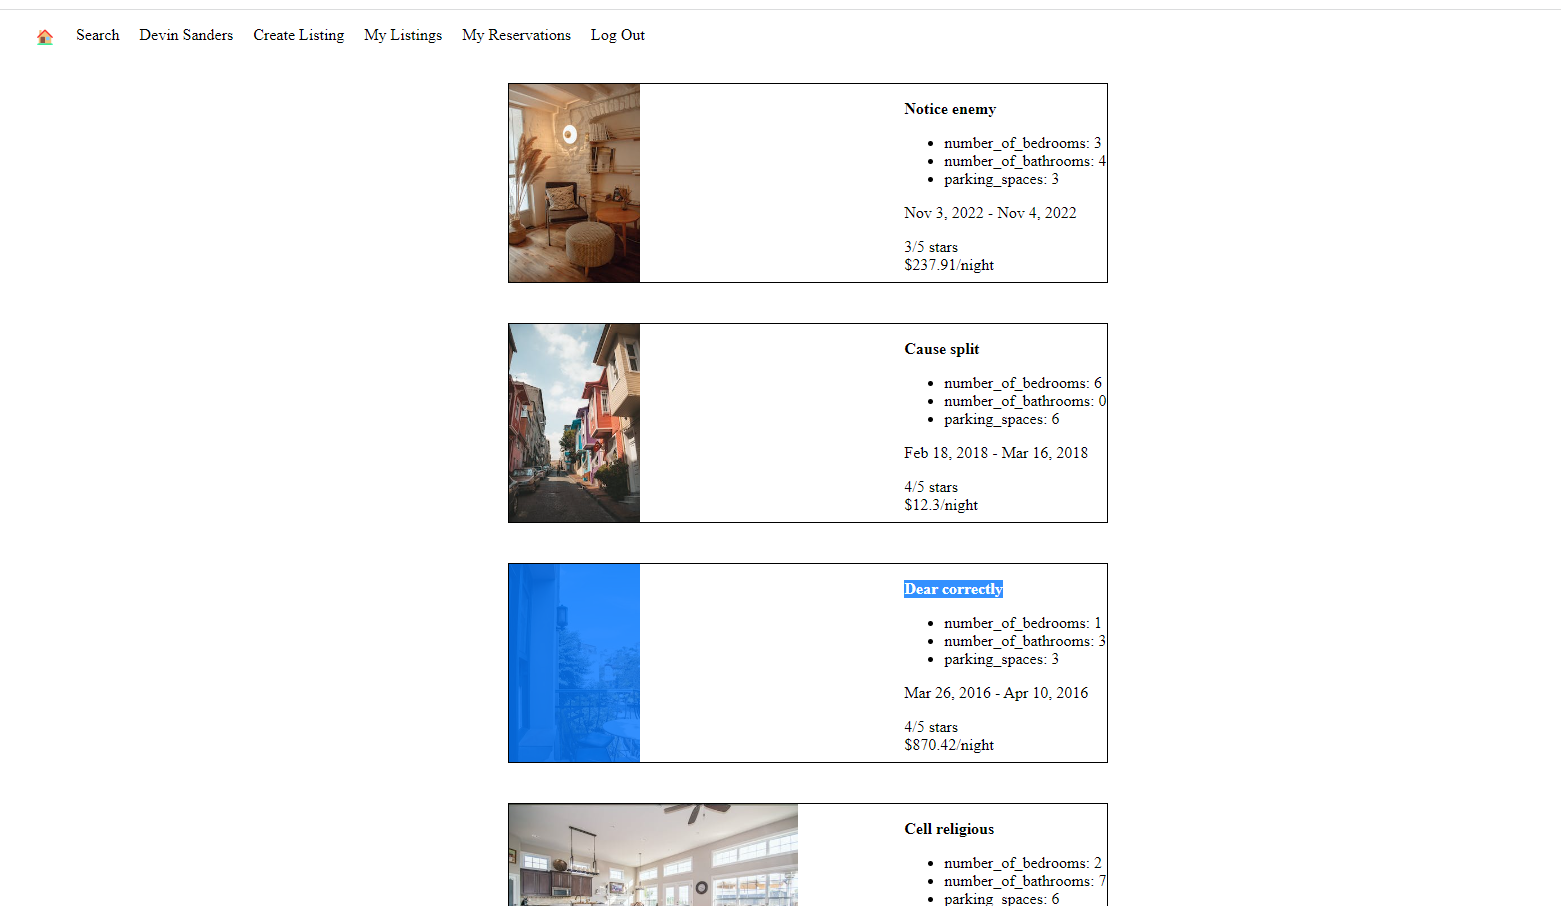 Search Devin Sanders Create Listing My Listings My Reservations Log Out
Notice enemy
number_of_bedrooms: 3
number_of_bathrooms: 4
parking_spaces: 3
Nov 3, 2022 - Nov 4, 2022
3/5 stars
$237.91/night
Cause split
number_of_bedrooms: 6
number_of_bathrooms: 0
parking_spaces: 6
Feb 18, 2018 - Mar 16, 2018
4/5 stars
$12.3/night
Dear correctly
number_of_bedrooms: 1
number_of_bathrooms: 3
parking_spaces: 3
Mar 26, 2016 - Apr 10, 2016
4/5 stars
$870.42/night
Cell religious
number_of_bedrooms: 2
number_of_bathrooms: 7
parking_spaces: 6